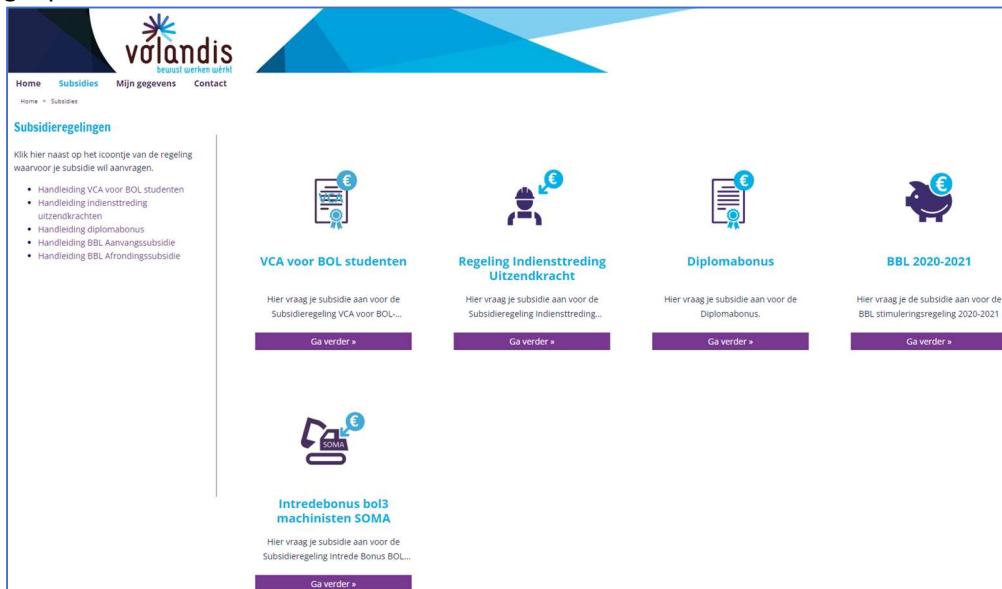 volandis
bewust werken wérkt
Home Subsidies Mijn gegevens Contact
Home » Subsidies
Subsidieregelingen
Klik hier naast op het icoontje van de regeling
waarvoor je subsidie wil aanvragen.
• Handleiding VCA voor BOL studenten
• Handleiding indiensttreding
uitzendkrachten
• Handleiding diplomabonus
• Handleiding BBL Aanvangssubsidie
• Handleiding BBL Afrondingssubsidie
€
VCA
VCA voor BOL studenten
Hier vraag je subsidie aan voor de
Subsidieregeling VCA voor BOL-...
Ga verder »
€
Regeling Indiensttreding
Uitzendkracht
Hier vraag je subsidie aan voor de
Subsidieregeling Indiensttreding...
Ga verder »
€
Diplomabonus
Hier vraag je subsidie aan voor de
Diplomabonus.
Ga verder »
€
BBL 2020-2021
Hier vraag je de subsidie aan voor de
BBL stimuleringsregeling 2020-2021
Ga verder »
€
SOMA
Intredebonus bol3
machinisten SOMA
Hier vraag je subsidie aan voor de
Subsidieregeling Intrede Bonus BOL...
Ga verder »